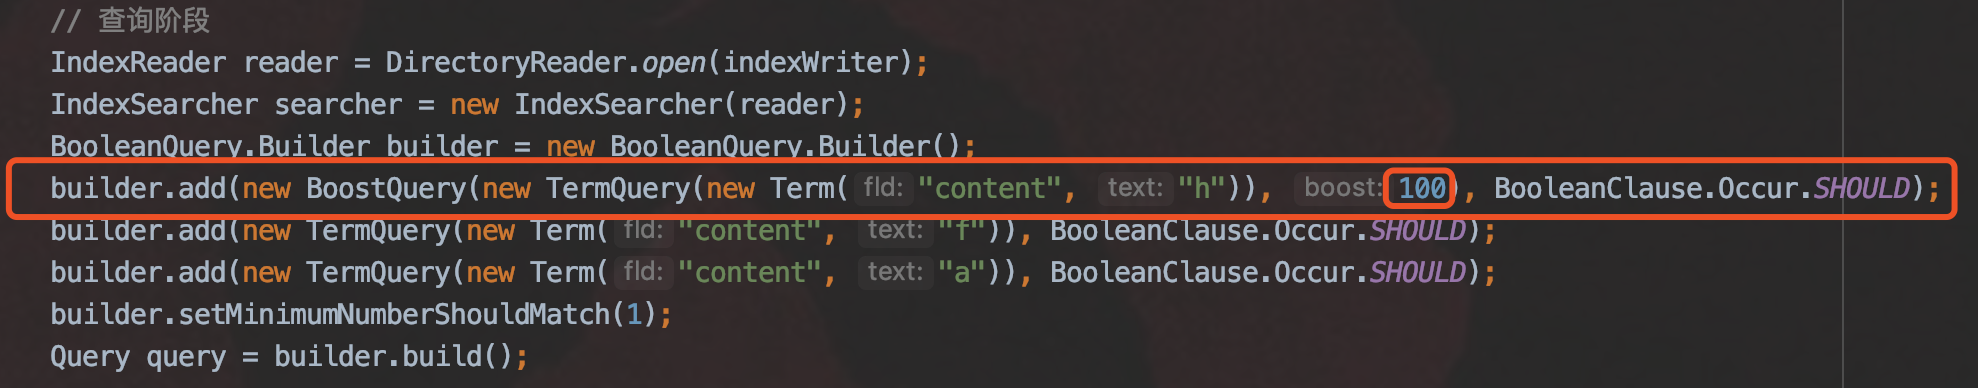 // 查询阶段
IndexReader reader = DirectoryReader.open(indexWriter);
IndexSearcher searcher = new IndexSearcher(reader);
BooleanQuery.Builder builder = new BooleanQuery.Builder();
builder.add(new BoostQuery(new TermQuery(new Term( fld: "content", text: "h")), boost: 100), BooleanClause.Occur.SHOULD);
builder.add(new TermQuery(new Term( fld: "content", text: "f")), BooleanClause.Occur.SHOULD);
builder.add(new TermQuery(new Term( fld: "content", text: "a")), BooleanClause.Occur.SHOULD);
builder.setMinimumNumberShouldMatch(1);
Query query = builder.build();